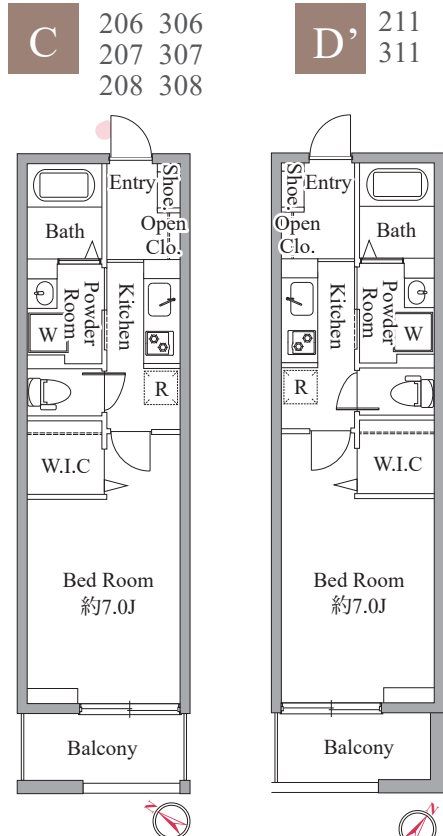 C
206 306
207 307
208 308
D’
211
311
Entry
Shoe.
Open
Clo.
Bath
Powder
Room
Kitchen
W
R
W.I.C
Bed Room
約7.0J
Balcony
N
Shoe.
Entry
Open
Clo.
Bath
Kitchen
Powder
Room
W
R
W.I.C
Bed Room
約7.0J
Balcony
N